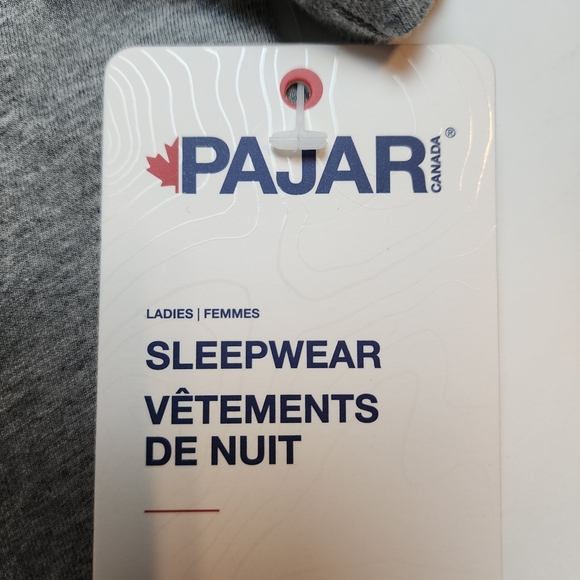 PAJAR CANADA®
LADIES | FEMMES
SLEEPWEAR
VÊTEMENTS
DE NUIT